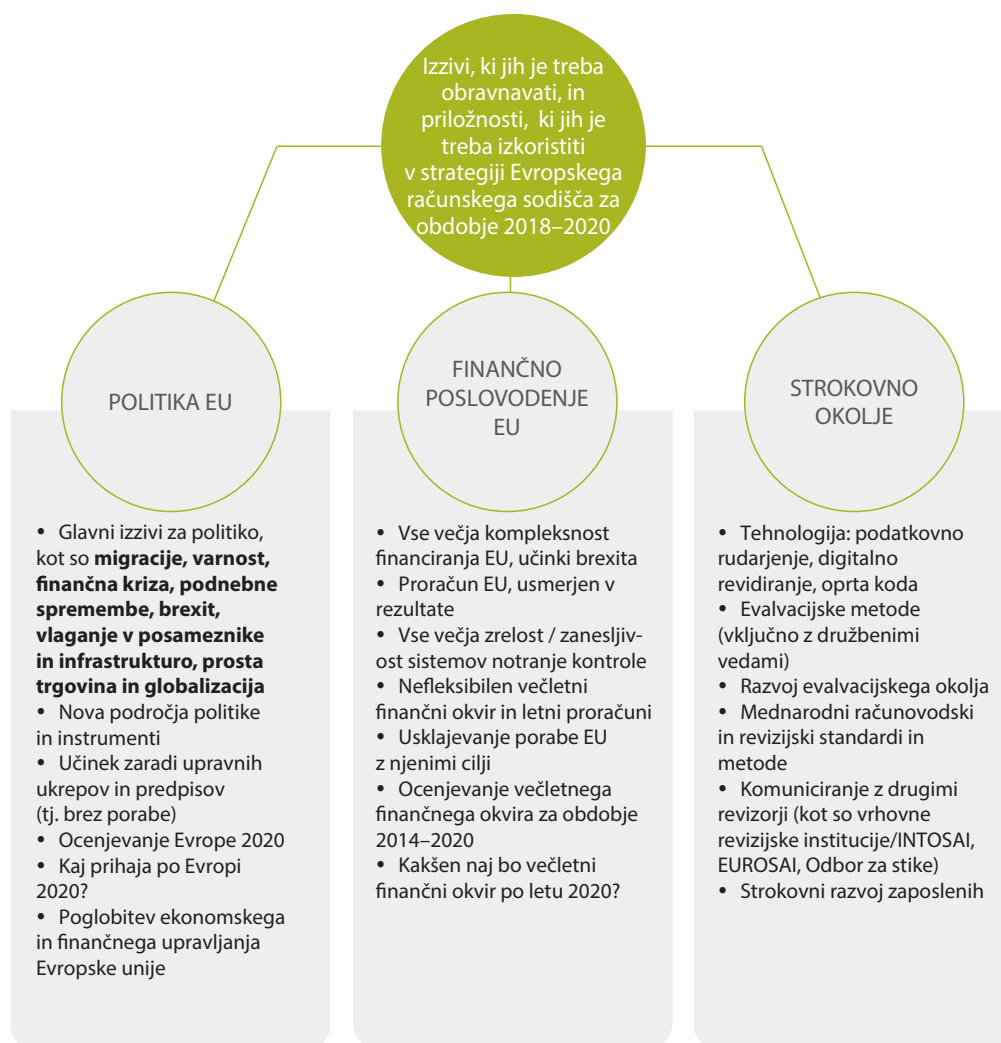 Izzivi, ki jih je treba
obravnavati, in
priložnosti, ki jih je
treba izkoristiti
v strategiji Evropskega
računskega sodišča za
obdobje 2018–2020
POLITIKA EU
• Glavni izzivi za politiko,
kot so migracije, varnost,
finančna kriza, podnebne
spremembe, brexit,
vlaganje v posameznike
in infrastrukturo, prosta
trgovina in globalizacija
• Nova področja politike
in instrumenti
• Učinek zaradi upravnih
ukrepov in predpisov
(tj. brez porabe)
• Ocenjevanje Evrope 2020
• Kaj prihaja po Evropi
2020?
• Poglobitev ekonomskega
in finančnega upravljanja
Evropske unije
FINANČNO
POSLOVODENJE
EU
• Vse večja kompleksnost
financiranja EU, učinki brexita
• Proračun EU, usmerjen v
rezultate
• Vse večja zrelost / zanesljiv-
ost sistemov notranje kontrole
• Nefleksibilen večletni
finančni okvir in letni proračuni
• Usklajevanje porabe EU
z njenimi cilji
• Ocenjevanje večletnega
finančnega okvira za obdobje
2014–2020
• Kakšen naj bo večletni
finančni okvir po letu 2020?
STROKOVNO
OKOLJE
• Tehnologija: podatkovno
rudarjenje, digitalno
revidiranje, oprta koda
• Evalvacijske metode
(vključno z družbenimi
vedami)
• Razvoj evalvacijskega okolja
• Mednarodni računovodski
in revizijski standardi in
metode
• Komuniciranje z drugimi
revizorji (kot so vrhovne
revizijske institucije/INTOSAI,
EUROSAI, Odbor za stike)
• Strokovni razvoj zaposlenih